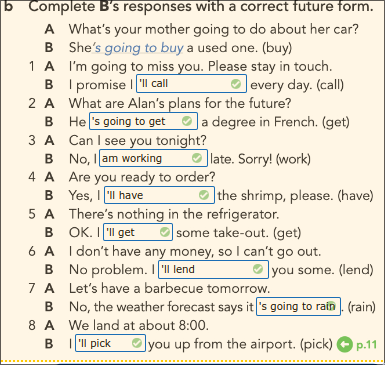 b Complete B's responses with a correct future form.
A What's your mother going to do about her car?
B She's going to buy a used one. (buy)
1 A I'm going to miss you. Please stay in touch.
B I promise I 'll call every day. (call)
2 A What are Alan's plans for the future?
B He 's going to get a degree in French. (get)
3 A Can I see you tonight?
B No, I am working late. Sorry! (work)
4 A Are you ready to order?
B Yes, I 'll have the shrimp, please. (have)
5 A There's nothing in the refrigerator.
B OK. I 'll get some take-out. (get)
6 A I don't have any money, so I can't go out.
B No problem. I 'll lend you some. (lend)
7 A Let's have a barbecue tomorrow.
B No, the weather forecast says it 's going to rain. (rain)
8 A We land at about 8:00.
B I 'll pick you up from the airport. (pick) p.11